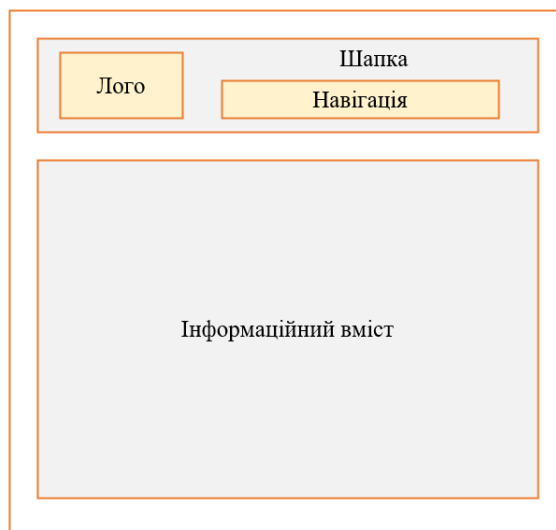 Шапка
Лого
Навігація
Інформаційний вміст